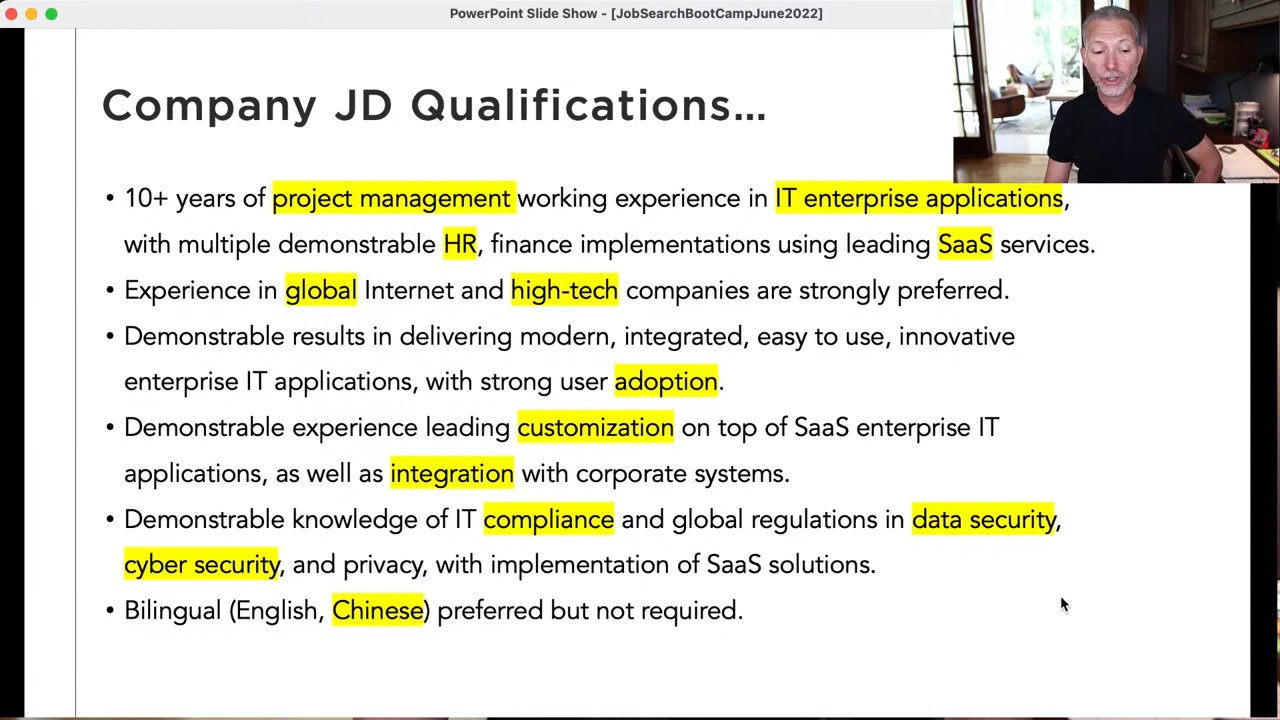 PowerPoint Slide Show - [JobSearchBootCampJune2022]
Company JD Qualifications...
• 10+ years of project management working experience in IT enterprise applications,
with multiple demonstrable HR, finance implementations using leading SaaS services.
• Experience in global Internet and high-tech companies are strongly preferred.
• Demonstrable results in delivering modern, integrated, easy to use, innovative
enterprise IT applications, with strong user adoption.
• Demonstrable experience leading customization on top of SaaS enterprise IT
applications, as well as integration with corporate systems.
• Demonstrable knowledge of IT compliance and global regulations in data security,
cyber security, and privacy, with implementation of SaaS solutions.
• Bilingual (English, Chinese) preferred but not required.